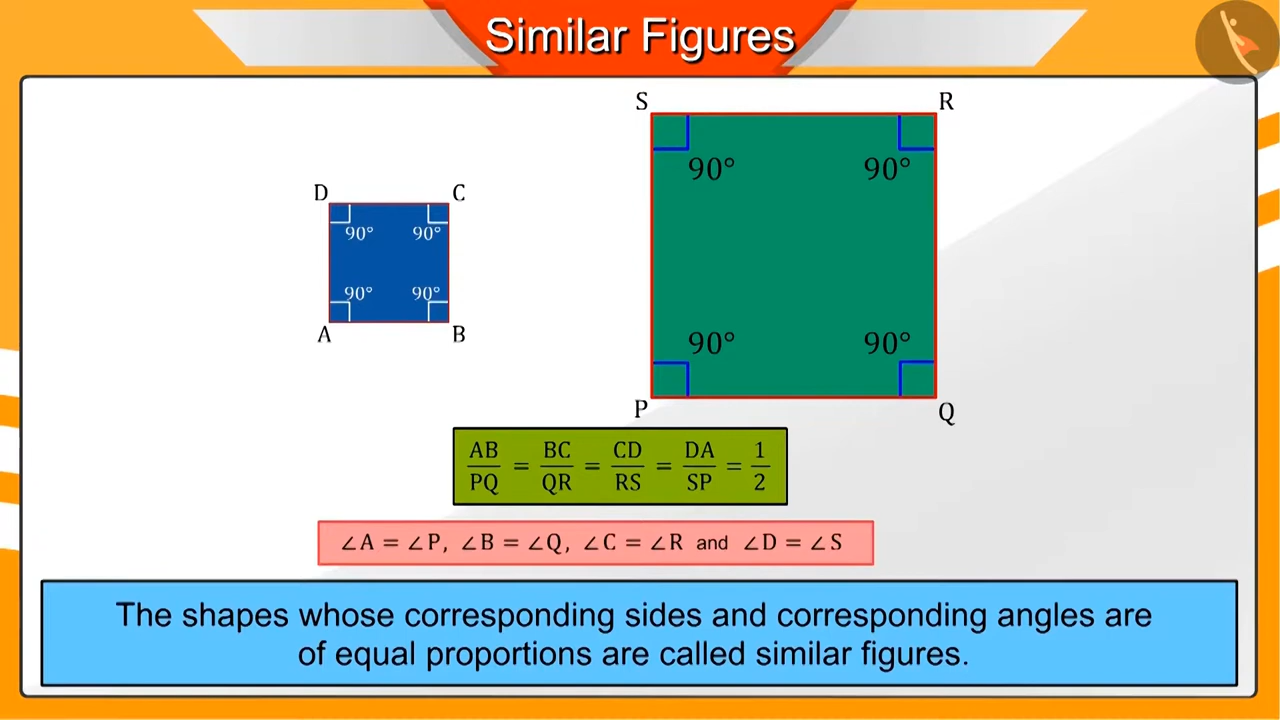 Similar Figures
S R
90° 90°
D C
90° 90°
90° 90°
A B
90° 90°
P Q
AB/PQ = BC/QR = CD/RS = DA/SP = 1/2
∠A = ∠P, ∠B = ∠Q, ∠C = ∠R and ∠D = ∠S
The shapes whose corresponding sides and corresponding angles are
of equal proportions are called similar figures.